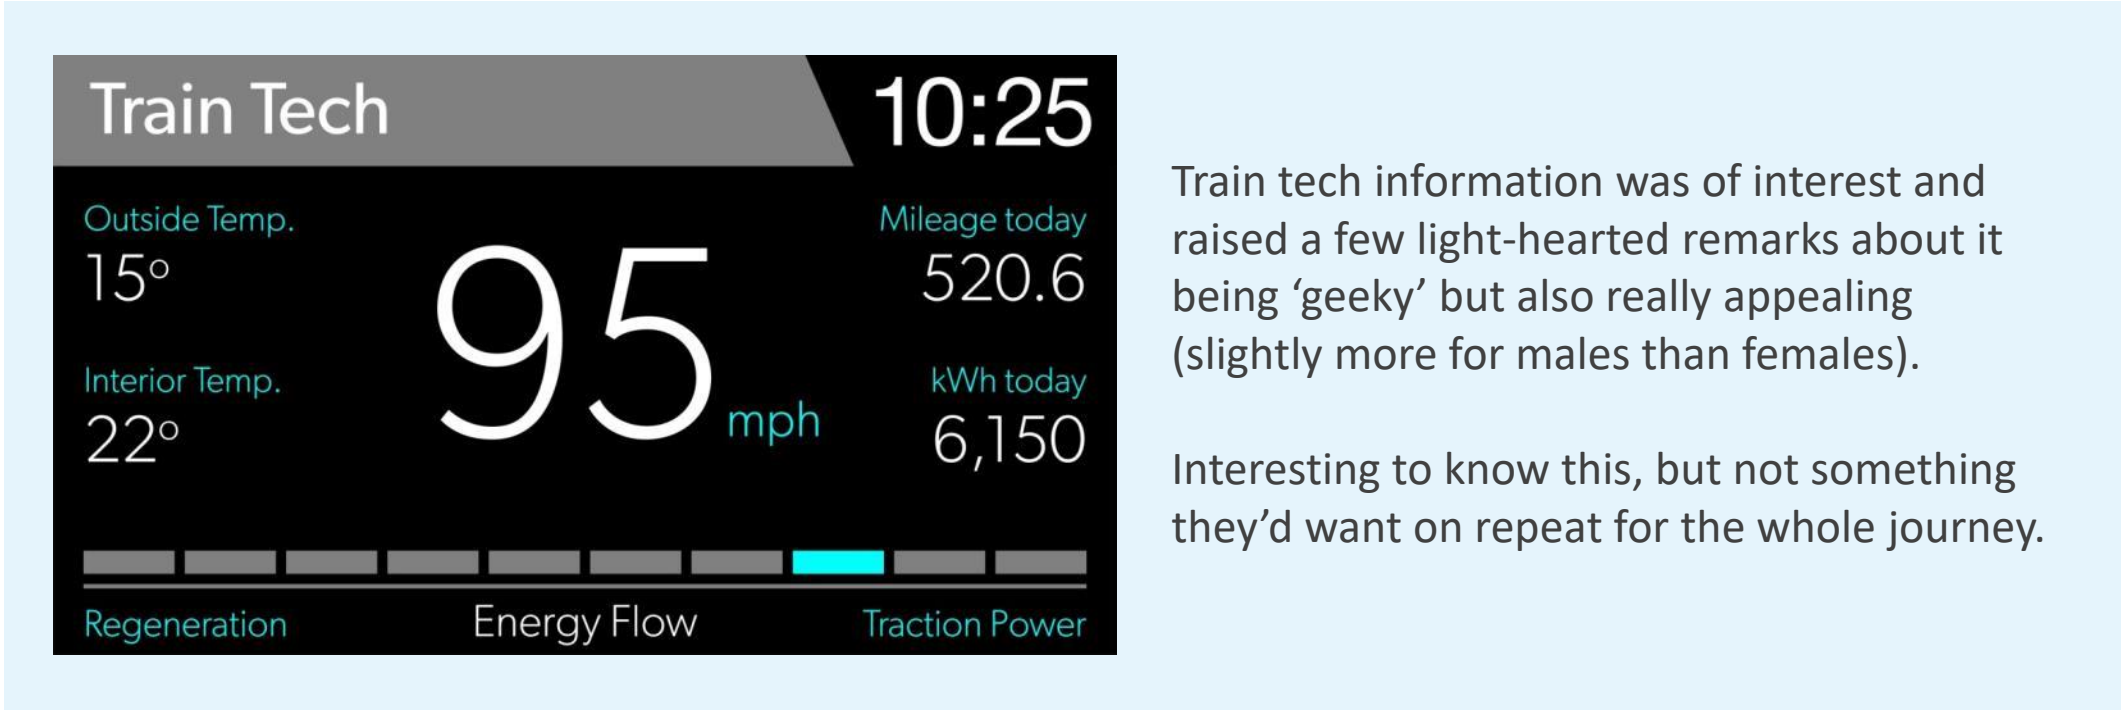 Train Tech
10:25
Outside Temp.
15°
Interior Temp.
22°
95 mph
Mileage today
520.6
kWh today
6,150
Regeneration
Energy Flow
Traction Power
Train tech information was of interest and
raised a few light-hearted remarks about it
being ‘geeky’ but also really appealing
(slightly more for males than females).
Interesting to know this, but not something
they’d want on repeat for the whole journey.